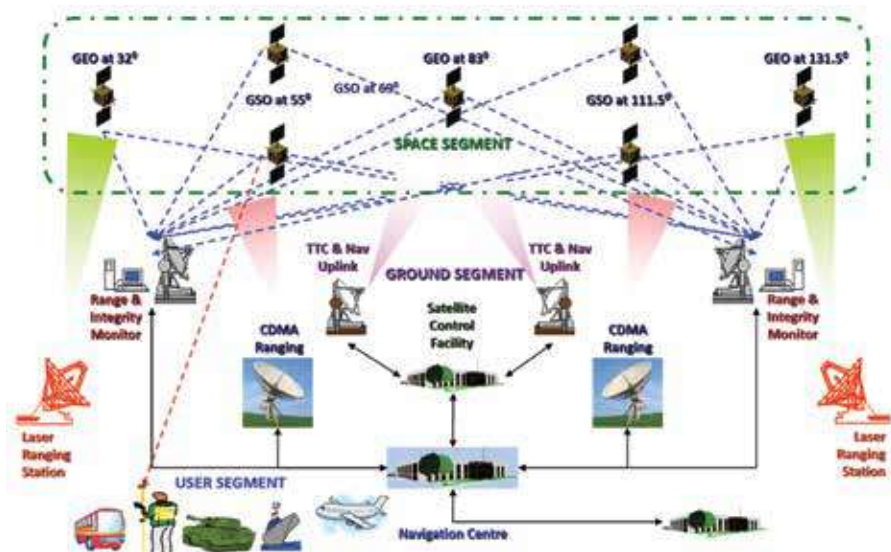 GEO at 32⁰
GEO at 83⁰
GEO at 131.5⁰
GSO at 55⁰
GSO at 69⁰
GSO at 111.5⁰
SPACE SEGMENT
TTC & Nav
Uplink
TTC & Nav
Uplink
GROUND SEGMENT
Range &
Integrity
Monitor
Range &
Integrity
Monitor
Satellite
Control
Facility
CDMA
Ranging
CDMA
Ranging
Laser
Ranging
Station
Laser
Ranging
Station
USER SEGMENT
Navigation Centre